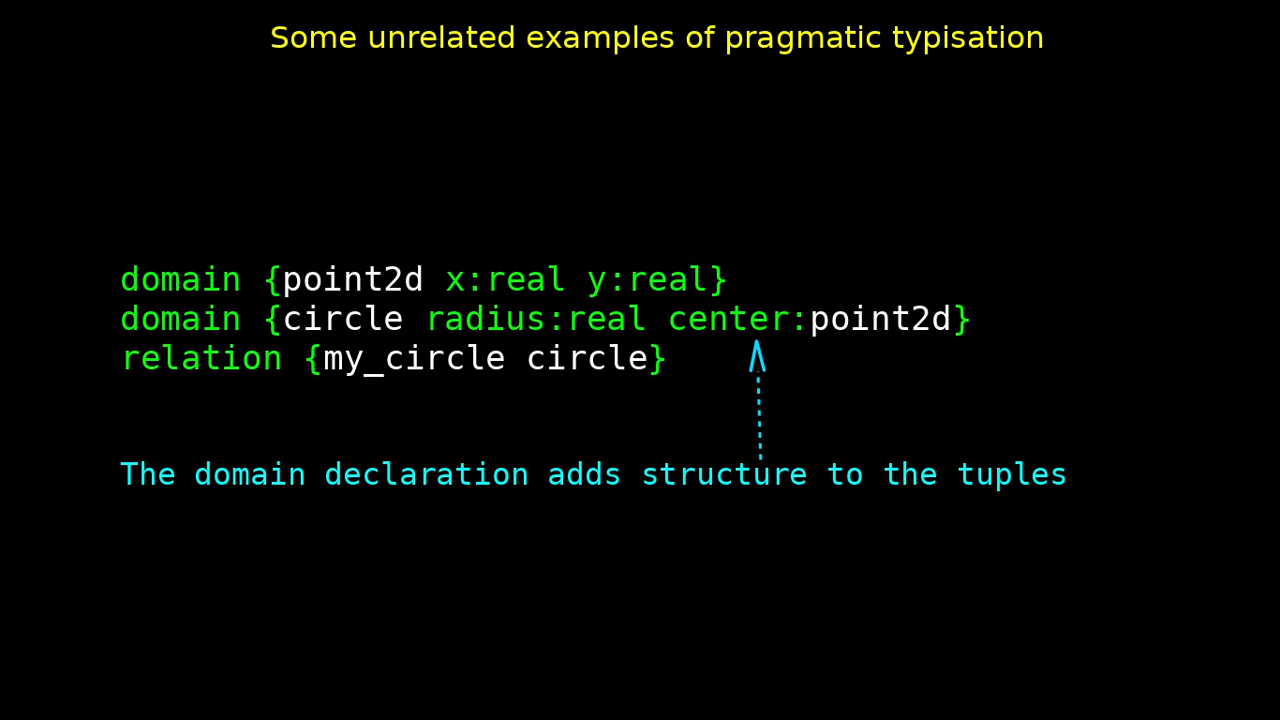 Some unrelated examples of pragmatic typisation
domain {point2d x:real y:real}
domain {circle radius:real center:point2d}
relation {my_circle circle}
The domain declaration adds structure to the tuples